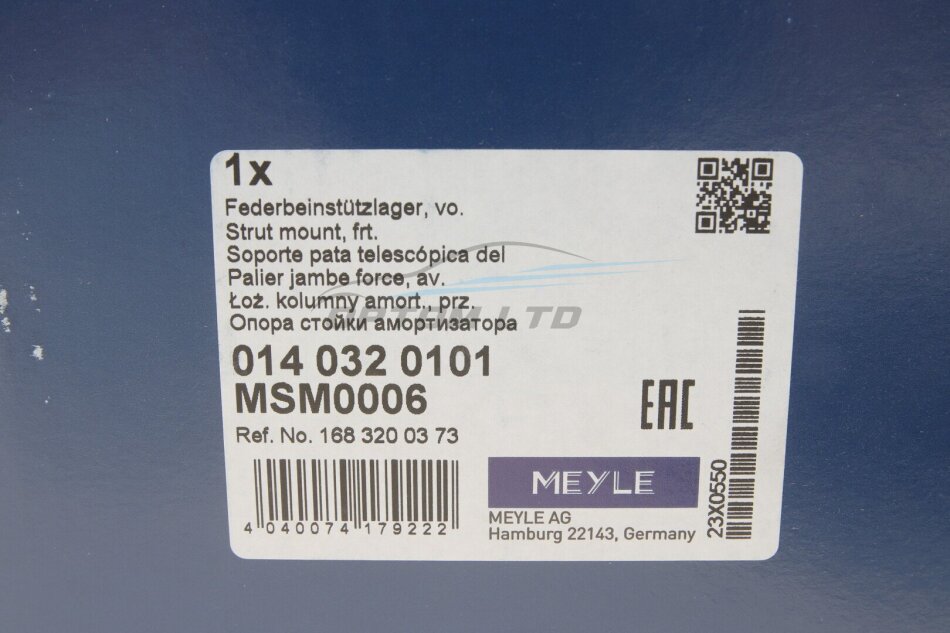 1x
Federbeinstützlager, vo.
Strut mount, frt.
Soporte pata telescópica del
Palier jambe force, av.
Łoż. kolumny amort., prz.
Опора стойки амортизатора
OPTOM LTD
014 032 0101
MSM0006
EAC
Ref. No. 168 320 03 73
4 040074 179222
MEYLE
MEYLE AG
Hamburg 22143, Germany
23X0550